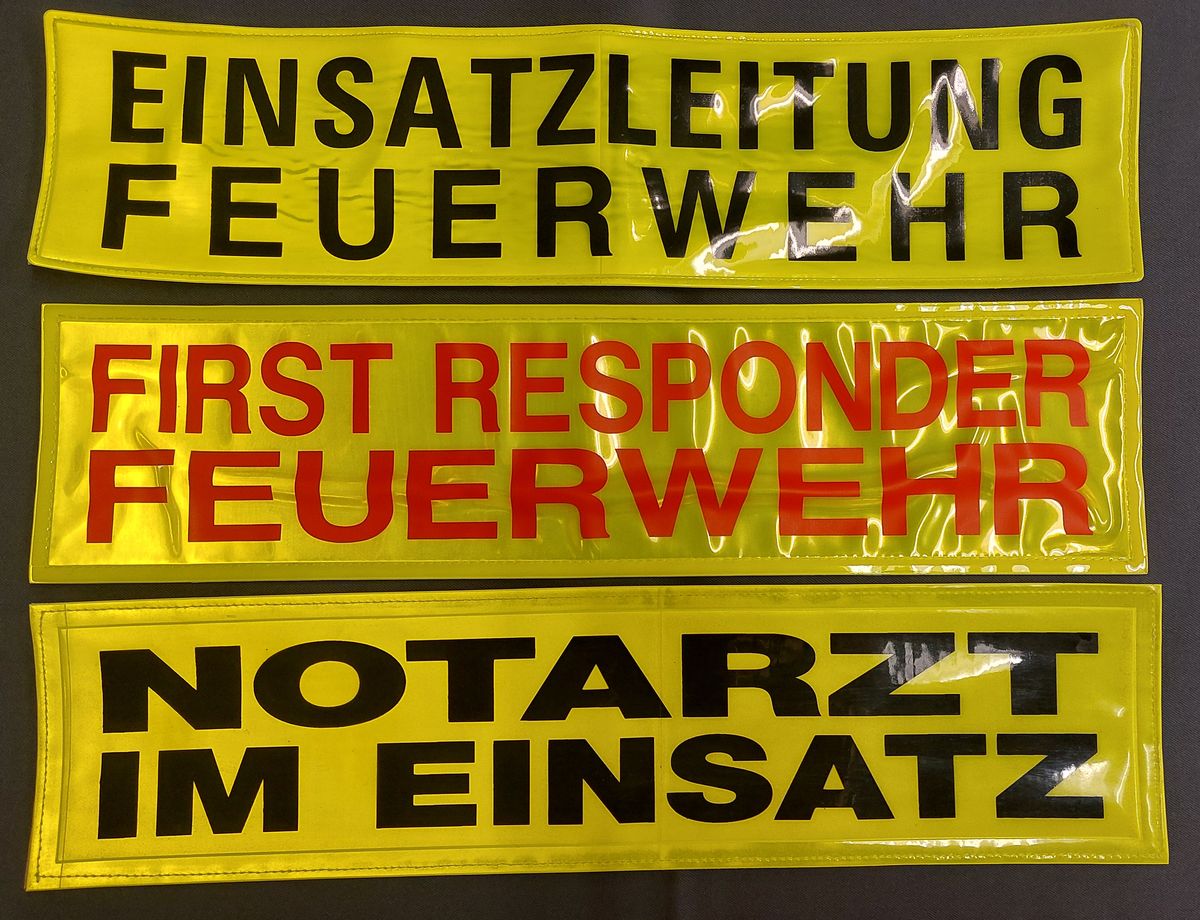 EINSATZLEITUNG
FEUERWEHR
FIRST RESPONDER
FEUERWEHR
NOTARZT
IM EINSATZ